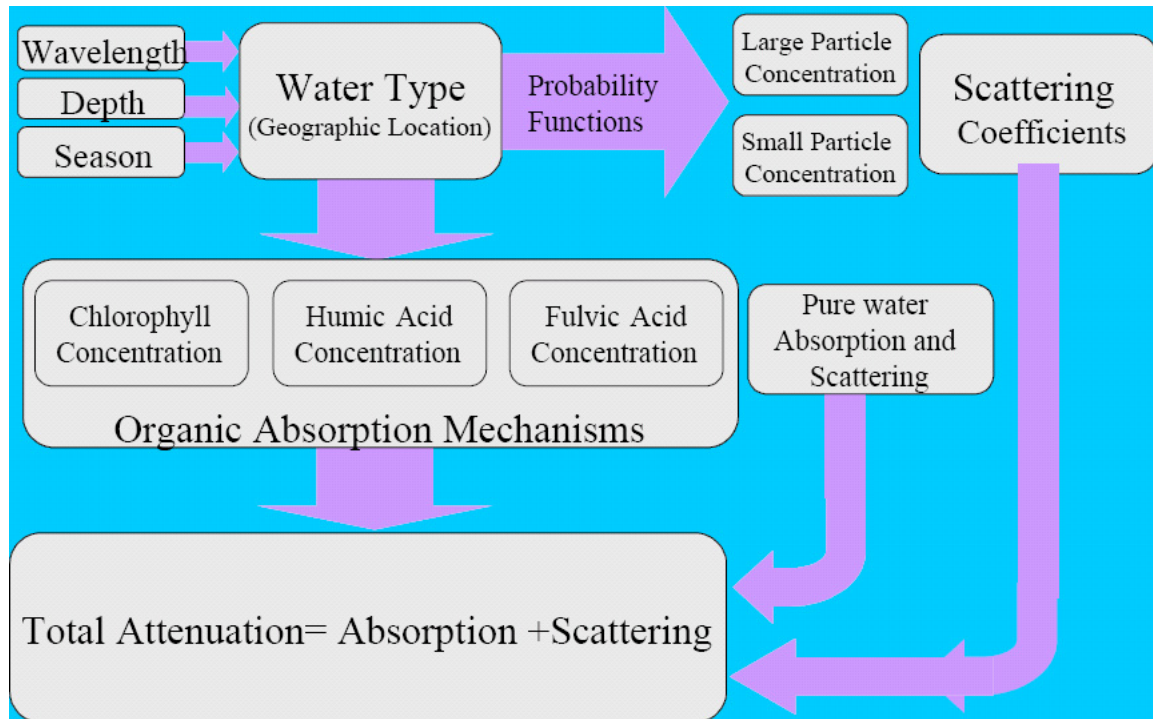 Wavelength
Depth
Season
Water Type
(Geographic Location)
Probability
Functions
Large Particle
Concentration
Small Particle
Concentration
Scattering
Coefficients
Chlorophyll
Concentration
Humic Acid
Concentration
Fulvic Acid
Concentration
Organic Absorption Mechanisms
Pure water
Absorption and
Scattering
Total Attenuation= Absorption +Scattering